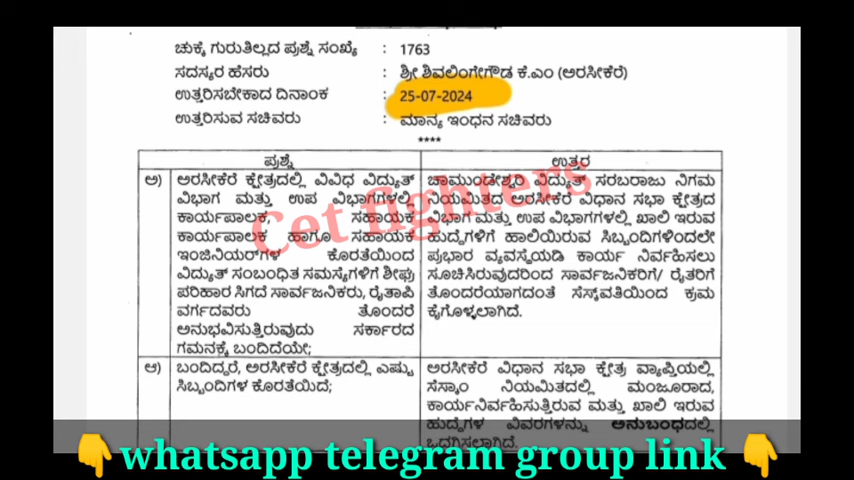 ಚುಕ್ಕೆ ಗುರುತಿಲ್ಲದ ಪ್ರಶ್ನೆ ಸಂಖ್ಯೆ : 1763
ಸದಸ್ಯರ ಹೆಸರು : ಶ್ರೀ ಶಿವಲಿಂಗೇಗೌಡ ಕೆ.ಎಂ (ಅರಸೀಕೆರೆ)
ಉತ್ತರಿಸಬೇಕಾದ ದಿನಾಂಕ : 25-07-2024
ಉತ್ತರಿಸುವ ಸಚಿವರು : ಮಾನ್ಯ ಇಂಧನ ಸಚಿವರು
****
ಪ್ರಶ್ನೆ
ಅ) ಅರಸೀಕೆರೆ ಕ್ಷೇತ್ರದಲ್ಲಿ ವಿವಿಧ ವಿದ್ಯುತ್
ವಿಭಾಗ ಮತ್ತು ಉಪ ವಿಭಾಗಗಳಲ್ಲಿ
ಕಾರ್ಯಪಾಲಕ, ಸಹಾಯಕ
ಕಾರ್ಯಪಾಲಕ ಹಾಗೂ ಸಹಾಯಕ
ಇಂಜಿನಿಯರ್‌ಗಳ ಕೊರತೆಯಿಂದ
ವಿದ್ಯುತ್ ಸಂಬಂಧಿತ ಸಮಸ್ಯೆಗಳಿಗೆ ಶೀಘ್ರ
ಪರಿಹಾರ ಸಿಗದೆ ಸಾರ್ವಜನಿಕರು, ರೈತಾಪಿ
ವರ್ಗದವರು ತೊಂದರೆ
ಅನುಭವಿಸುತ್ತಿರುವುದು ಸರ್ಕಾರದ
ಗಮನಕ್ಕೆ ಬಂದಿದೆಯೇ;
ಉತ್ತರ
ಚಾಮುಂಡೇಶ್ವರಿ ವಿದ್ಯುತ್ ಸರಬರಾಜು ನಿಗಮ
ನಿಯಮಿತದ ಅರಸೀಕೆರೆ ವಿಧಾನ ಸಭಾ ಕ್ಷೇತ್ರದ
ವಿಭಾಗ ಮತ್ತು ಉಪ ವಿಭಾಗಗಳಲ್ಲಿ ಖಾಲಿ ಇರುವ
ಹುದ್ದೆಗಳಿಗೆ ಹಾಲಿಯಿರುವ ಸಿಬ್ಬಂದಿಗಳಿಂದಲೇ
ಪ್ರಭಾರ ವ್ಯವಸ್ಥೆಯಡಿ ಕಾರ್ಯ ನಿರ್ವಹಿಸಲು
ಸೂಚಿಸಿರುವುದರಿಂದ ಸಾರ್ವಜನಿಕರಿಗೆ/ ರೈತರಿಗೆ
ತೊಂದರೆಯಾಗದಂತೆ ಸೆಸ್ಕ್‌ವತಿಯಿಂದ ಕ್ರಮ
ಕೈಗೊಳ್ಳಲಾಗಿದೆ.
ಆ) ಬಂದಿದ್ದರೆ, ಅರಸೀಕೆರೆ ಕ್ಷೇತ್ರದಲ್ಲಿ ಎಷ್ಟು
ಸಿಬ್ಬಂದಿಗಳ ಕೊರತೆಯಿದೆ;
ಅರಸೀಕೆರೆ ವಿಧಾನ ಸಭಾ ಕ್ಷೇತ್ರ ವ್ಯಾಪ್ತಿಯಲ್ಲಿ
ಸೆಸ್ಕಾಂ ನಿಯಮಿತದಲ್ಲಿ ಮಂಜೂರಾದ,
ಕಾರ್ಯನಿರ್ವಹಿಸುತ್ತಿರುವ ಮತ್ತು ಖಾಲಿ ಇರುವ
ಹುದ್ದೆಗಳ ವಿವರಗಳನ್ನು ಅನುಬಂಧದಲ್ಲಿ
ಒದಗಿಸಲಾಗಿದೆ.
Cet fighters
whatsapp telegram group link